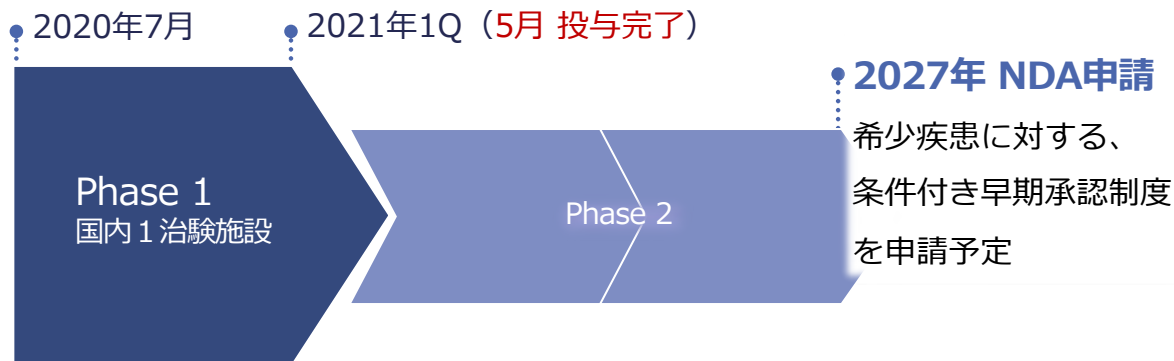 2020年7月
2021年1Q（5月 投与完了）
2027年 NDA申請
希少疾患に対する、
条件付き早期承認制度
を申請予定
Phase 1
国内１治験施設
Phase 2